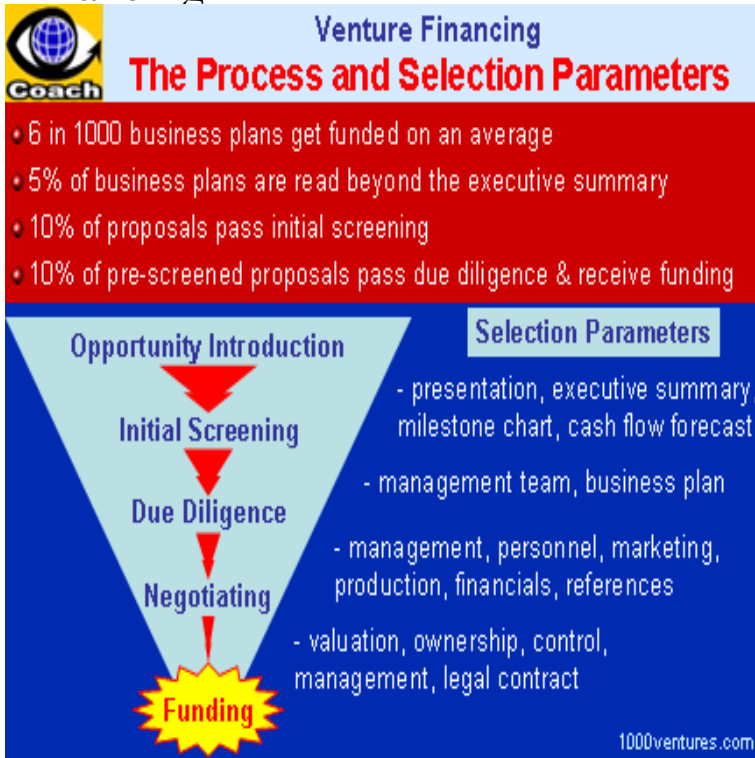 Coach
Venture Financing
The Process and Selection Parameters
6 in 1000 business plans get funded on an average
5% of business plans are read beyond the executive summary
10% of proposals pass initial screening
10% of pre-screened proposals pass due diligence & receive funding
Opportunity Introduction
Initial Screening
Due Diligence
Negotiating
Funding
Selection Parameters
- presentation, executive summary,
milestone chart, cash flow forecast
- management team, business plan
- management, personnel, marketing,
production, financials, references
- valuation, ownership, control,
management, legal contract
1000ventures.com